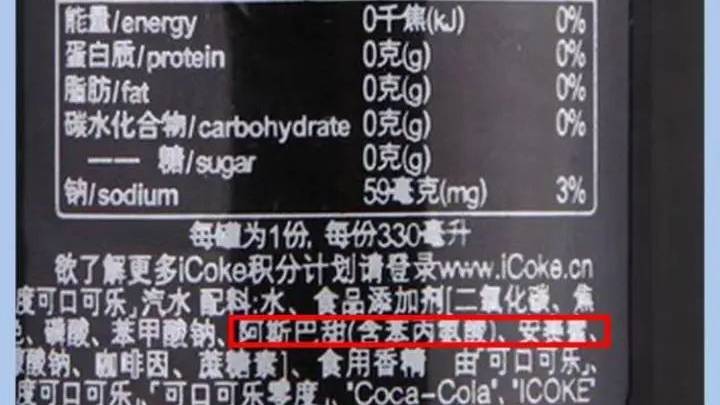 能量/energy 0千焦(kJ) 0%
蛋白质/protein 0克(g) 0%
脂肪/fat 0克(g) 0%
碳水化合物/carbohydrate 0克(g) 0%
—— 糖/sugar 0克(g)
钠/sodium 59毫克(mg) 3%
每罐为1份, 每份330毫升
欲了解更多iCoke积分计划请登录www.iCoke.cn
度可口可乐」汽水 配料:水、食品添加剂[二氧化碳、焦
色、磷酸、苯甲酸钠、阿斯巴甜(含苯丙氨酸)、安赛蜜、
酸钠、咖啡因、蔗糖素]、食用香精 由「可口可乐」、
度可口可乐」、「可口可乐零度」、"Coca-Cola"、"ICOKE"